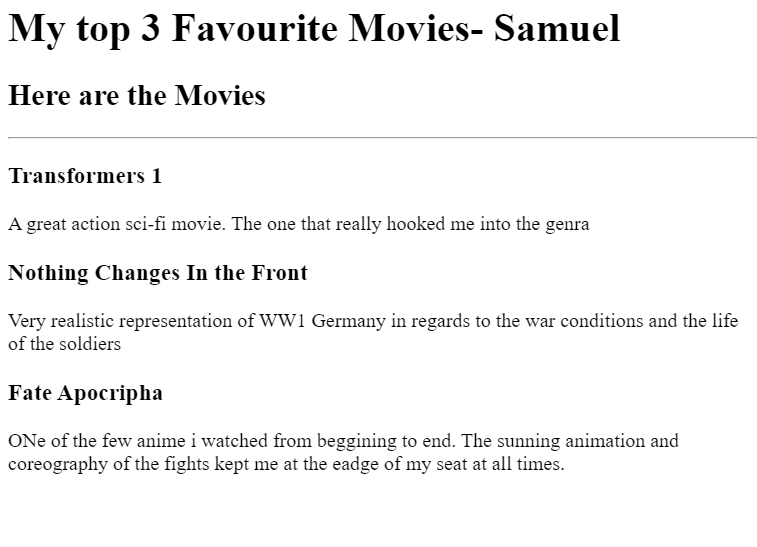 My top 3 Favourite Movies- Samuel
Here are the Movies
Transformers 1
A great action sci-fi movie. The one that really hooked me into the genra
Nothing Changes In the Front
Very realistic representation of WW1 Germany in regards to the war conditions and the life
of the soldiers
Fate Apocripha
ONe of the few anime i watched from beggining to end. The sunning animation and
coreography of the fights kept me at the eadge of my seat at all times.